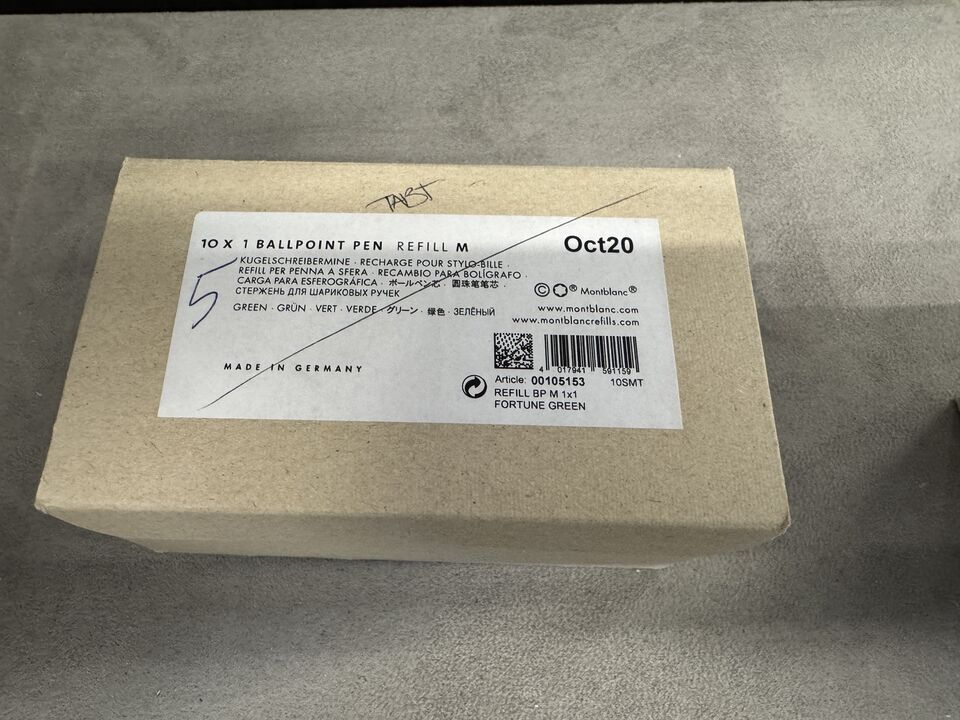 10 X 1 BALLPOINT PEN REFILL M
Oct20
KUGELSCHREIBERMINE · RECHARGE POUR STYLO-BILLE ·
REFILL PER PENNA A SFERA · RECAMBIO PARA BOLÍGRAFO ·
CARGA PARA ESFEROGRÁFICA · ボールペン芯 · 圆珠笔笔芯 ·
СТЕРЖЕНЬ ДЛЯ ШАРИКОВЫХ РУЧЕК
5
GREEN · GRÜN · VERT · VERDE · グリーン · 绿色 · ЗЕЛЁНЫЙ
© ® Montblanc®
www.montblanc.com
www.montblancrefills.com
MADE IN GERMANY
4 017941 591159
Article: 00105153 10SMT
REFILL BP M 1x1
FORTUNE GREEN